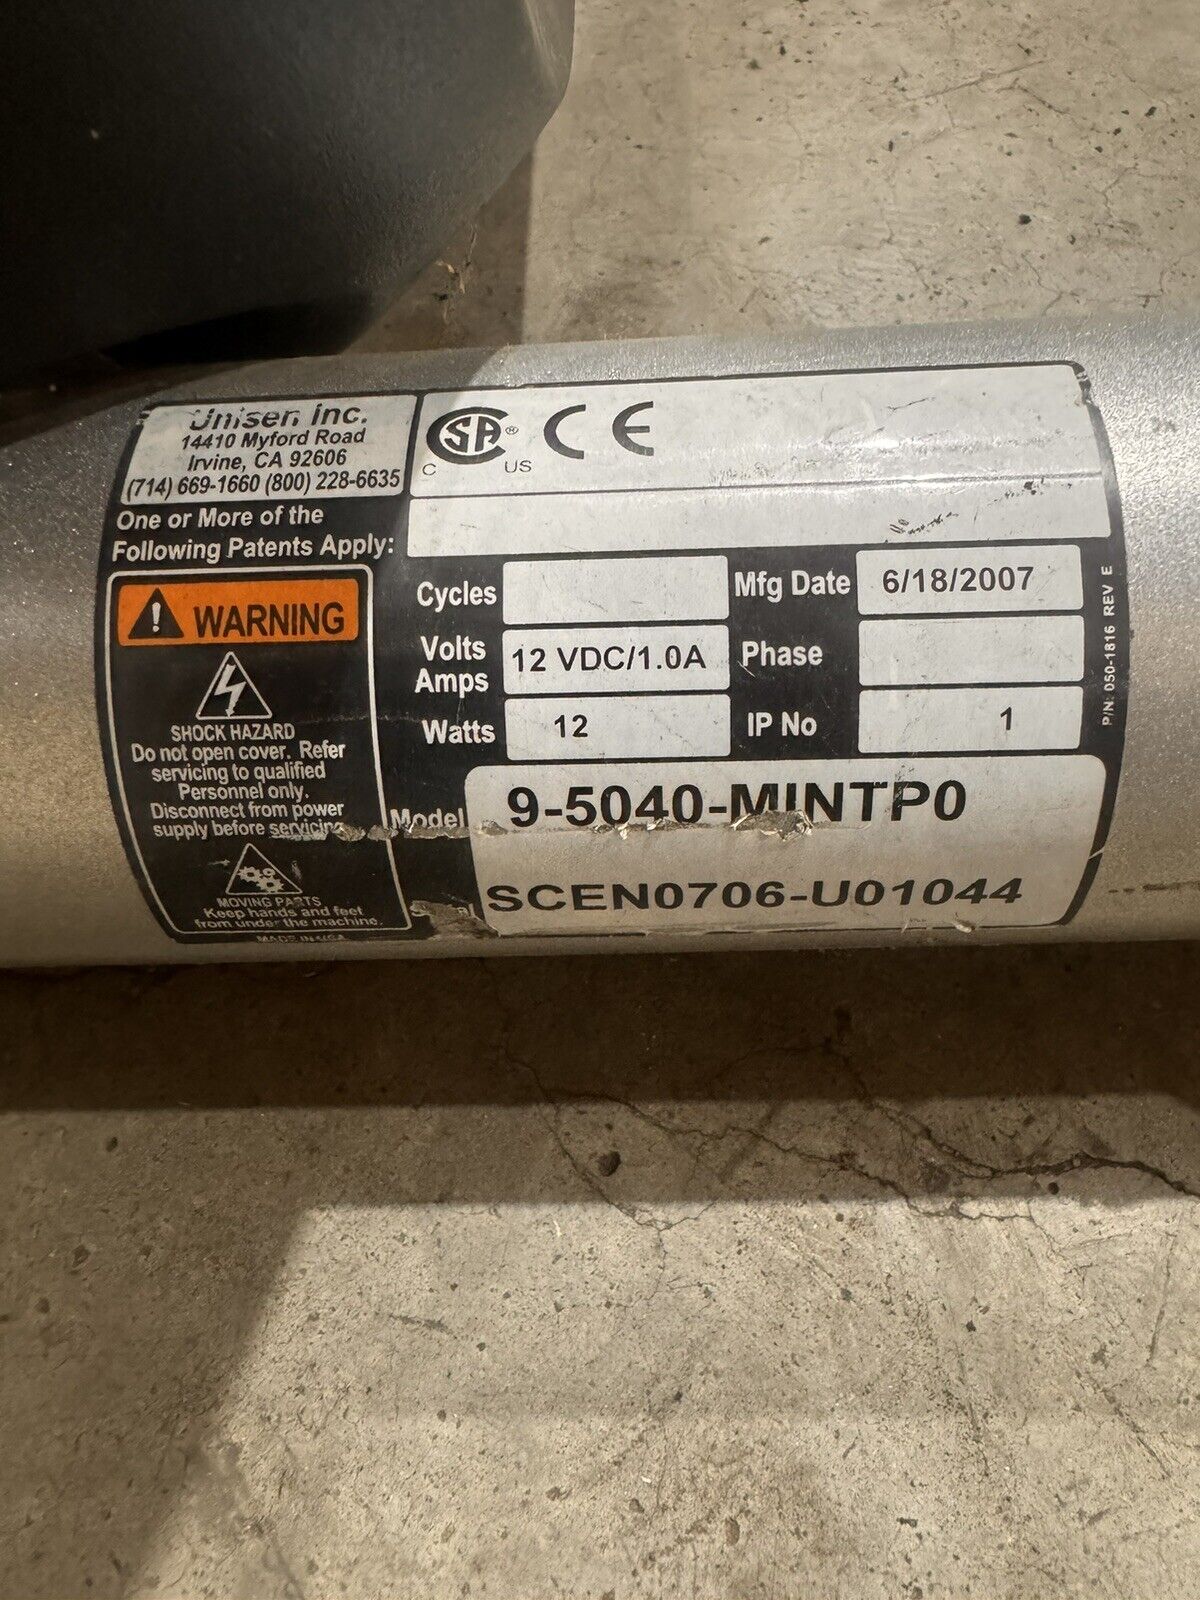 Unisen Inc.
14410 Myford Road
Irvine, CA 92606
(714) 669-1660 (800) 228-6635
One or More of the
Following Patents Apply:
CSA ® CE
C US
WARNING
SHOCK HAZARD
Do not open cover. Refer
servicing to qualified
Personnel only.
Disconnect from power
supply before servicing
MOVING PARTS
Keep hands and feet
from under the machine.
MADE IN USA
Cycles
Mfg Date 6/18/2007
Volts
Amps 12 VDC/1.0A
Phase
Watts 12
IP No 1
Model 9-5040-MINTP0
SCEN0706-U01044
P/N: 050-1816 REV E